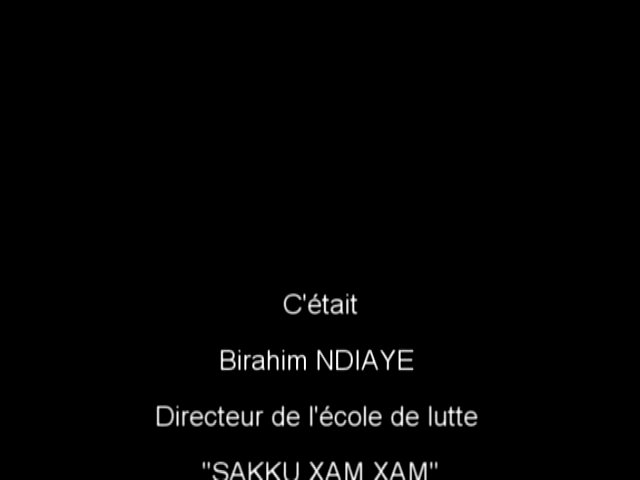 C'était
Birahim NDIAYE
Directeur de l'école de lutte
"SAKKU XAM XAM"